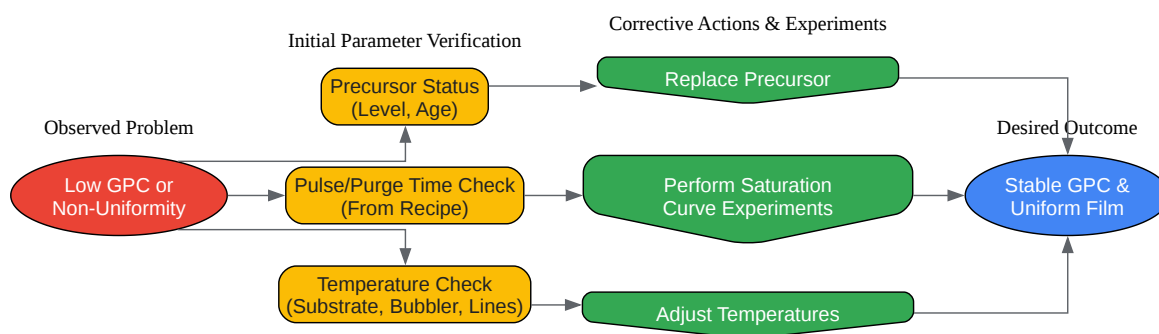 Corrective Actions & Experiments
Initial Parameter Verification
Replace Precursor
Precursor Status
(Level, Age)
Observed Problem
Desired Outcome
Low GPC or
Non-Uniformity
Pulse/Purge Time Check
(From Recipe)
Perform Saturation
Curve Experiments
Stable GPC &
Uniform Film
Temperature Check
(Substrate, Bubbler, Lines)
Adjust Temperatures